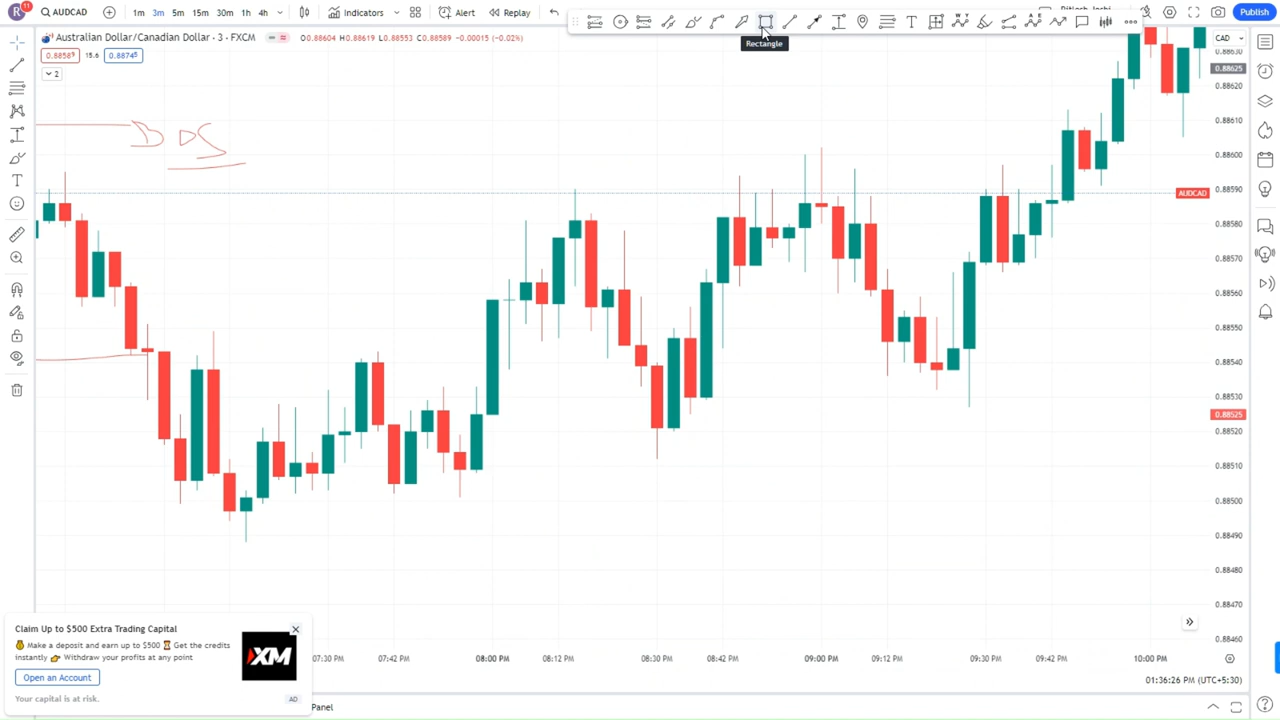 R 11 AUDCAD 1m 3m 5m 15m 30m 1h 4h Indicators Alert Replay Publish
Rectangle
Australian Dollar/Canadian Dollar - 3 - FXCM O0.88604 H0.88619 L0.88553 C0.88589 −0.00015 (−0.02%)
CAD
0.88589 15.6 0.88745
2
DS
0.88630
0.88625
0.88620
0.88610
0.88600
0.88590
AUDCAD
0.88580
0.88570
0.88560
0.88550
0.88540
0.88530
0.88525
0.88520
0.88510
0.88500
0.88490
0.88480
0.88470
0.88460
Claim Up to $500 Extra Trading Capital
Make a deposit and earn up to $500 Get the credits
instantly Withdraw your profits at any point
XM
Open an Account
Your capital is at risk.
AD
07:30 PM 07:42 PM 08:00 PM 08:12 PM 08:30 PM 08:42 PM 09:00 PM 09:12 PM 09:30 PM 09:42 PM 10:00 PM
01:36:26 PM (UTC+5:30)
Panel